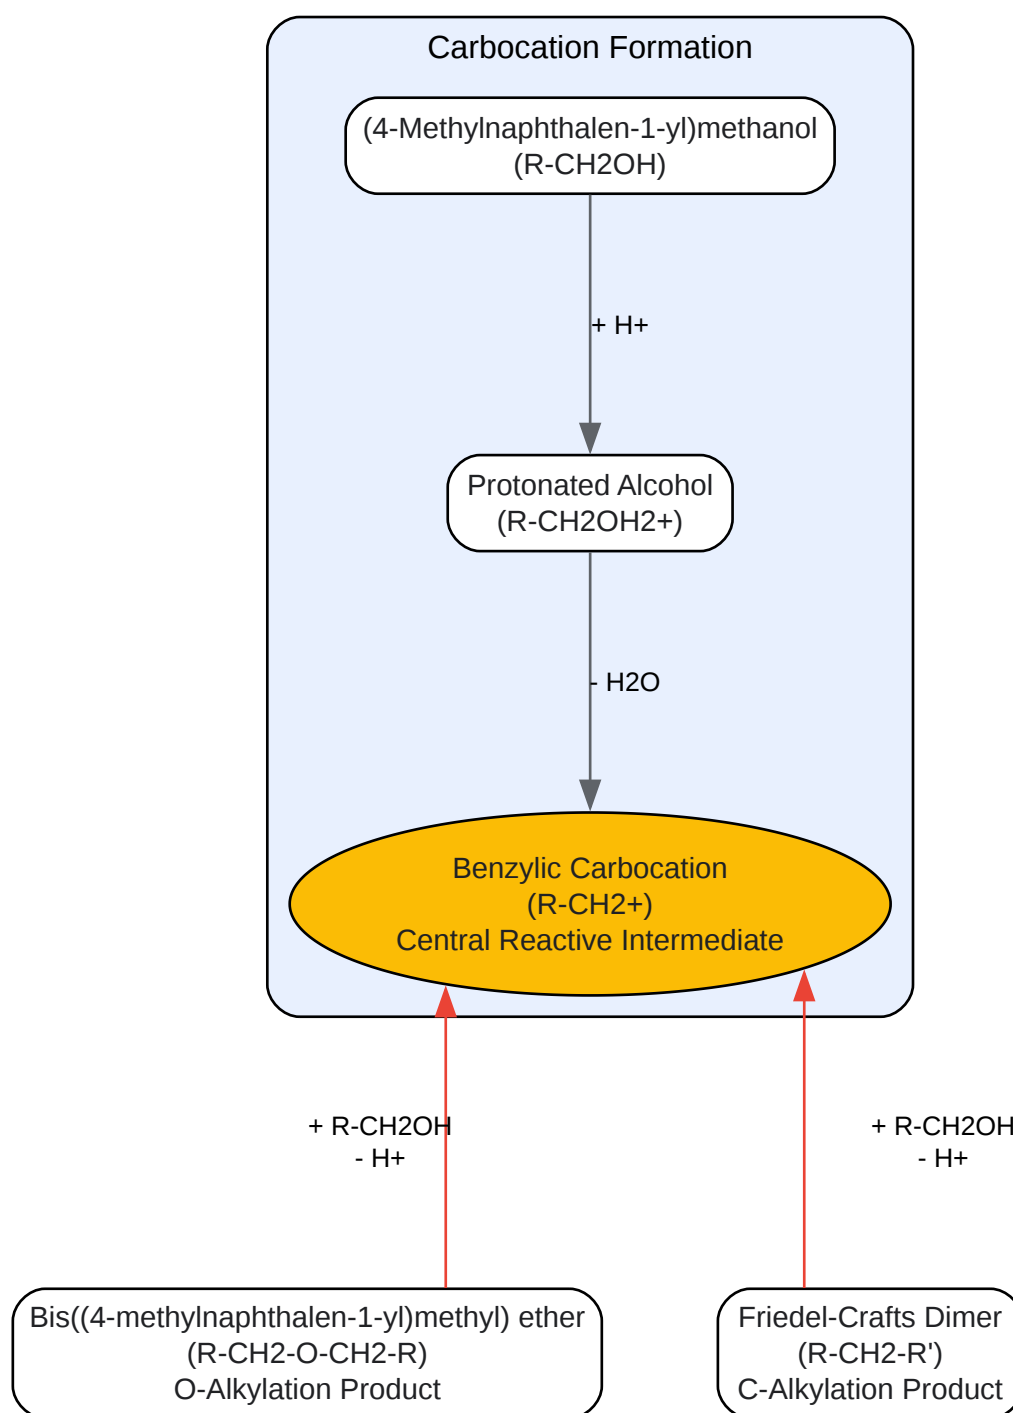 Carbocation Formation
(4-Methylnaphthalen-1-yl)methanol
(R-CH2OH)
+ H+
Protonated Alcohol
(R-CH2OH2+)
- H2O
Benzylic Carbocation
(R-CH2+)
Central Reactive Intermediate
+ R-CH2OH
- H+
+ R-CH2OH
- H+
Bis((4-methylnaphthalen-1-yl)methyl) ether
(R-CH2-O-CH2-R)
O-Alkylation Product
Friedel-Crafts Dimer
(R-CH2-R')
C-Alkylation Product